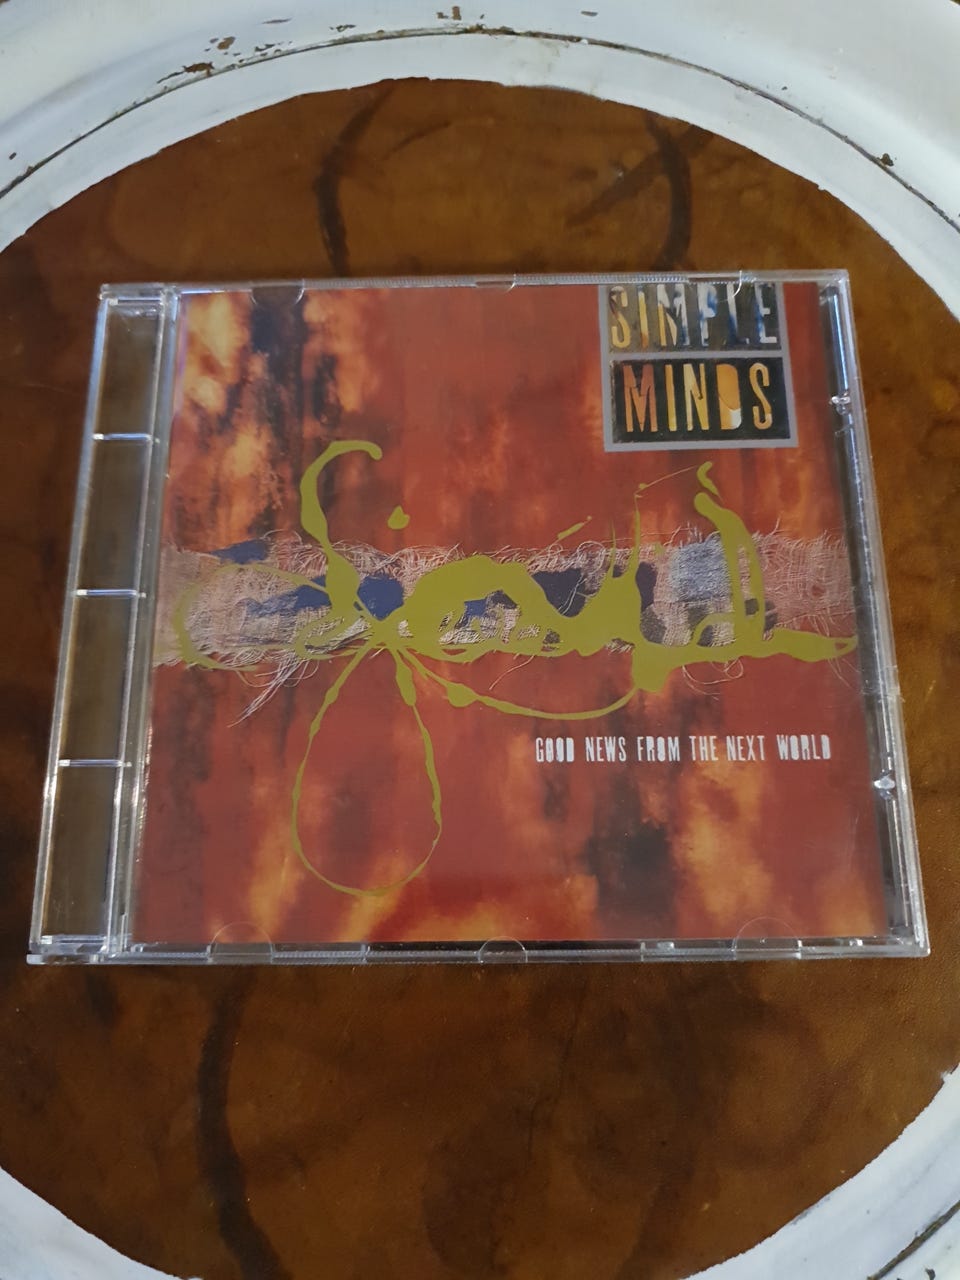 SIMPLE
MINDS
GOOD NEWS FROM THE NEXT WORLD